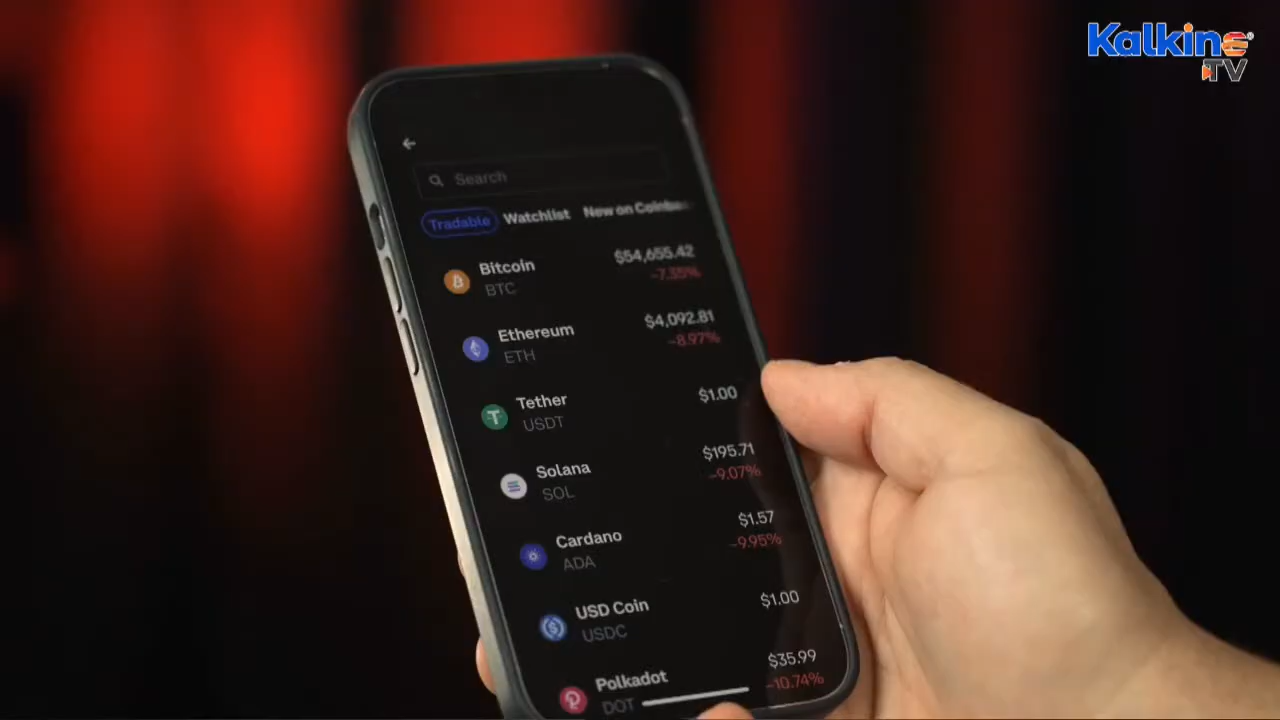 Kalkine
TV
Search
Tradable Watchlist New on Coinba
Bitcoin $54,655.42
BTC -7.35%
Ethereum $4,092.81
ETH -8.97%
Tether $1.00
USDT
Solana $195.71
SOL -9.07%
Cardano $1.57
ADA -9.95%
USD Coin $1.00
USDC
Polkadot $35.99
DOT -10.74%